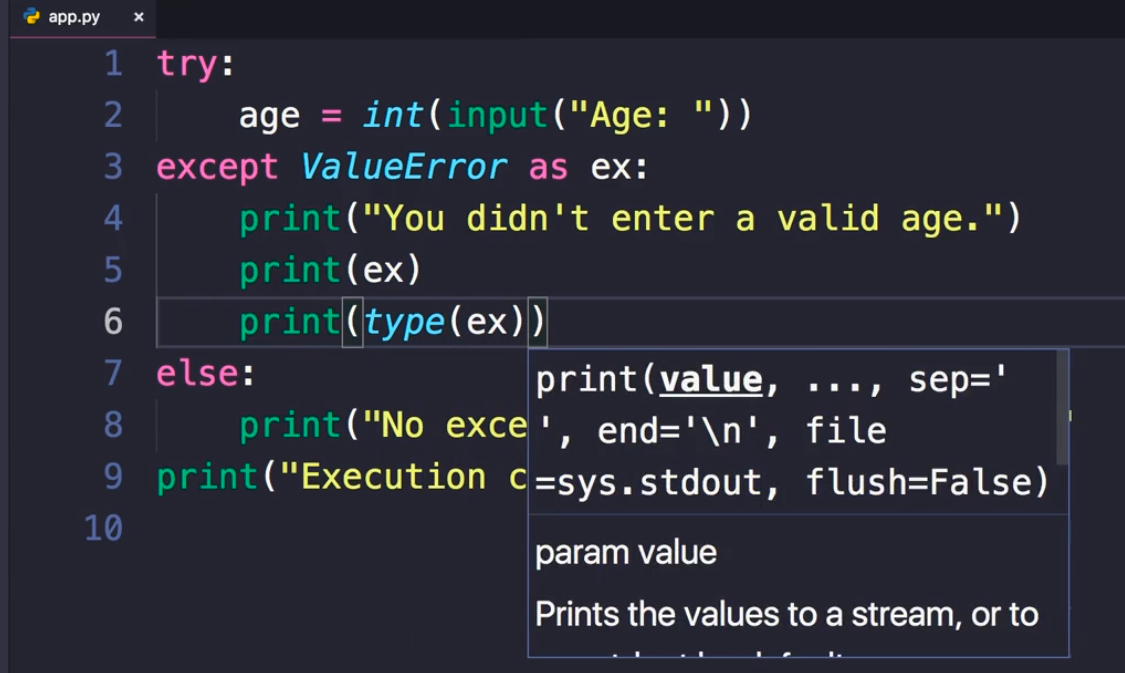 app.py ×
1 try:
2 age = int(input("Age: "))
3 except ValueError as ex:
4 print("You didn't enter a valid age.")
5 print(ex)
6 print(type(ex))
7 else:
8 print("No exce
9 print("Execution c
10
print(value, ..., sep='
', end='\n', file
=sys.stdout, flush=False)
param value
Prints the values to a stream, or to